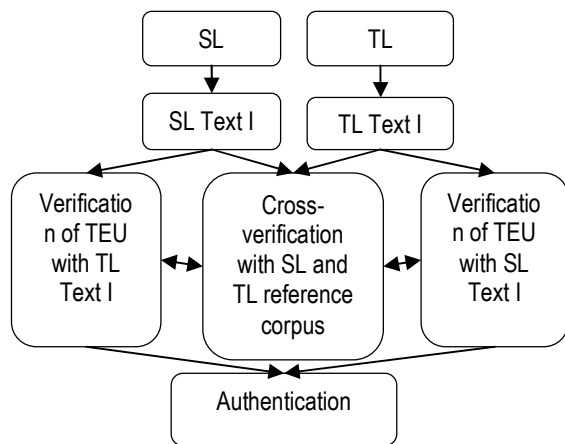 SL
TL
SL Text I
TL Text I
Verificatio
n of TEU
with TL
Text I
Cross-
verification
with SL and
TL reference
corpus
Verificatio
n of TEU
with SL
Text I
Authentication